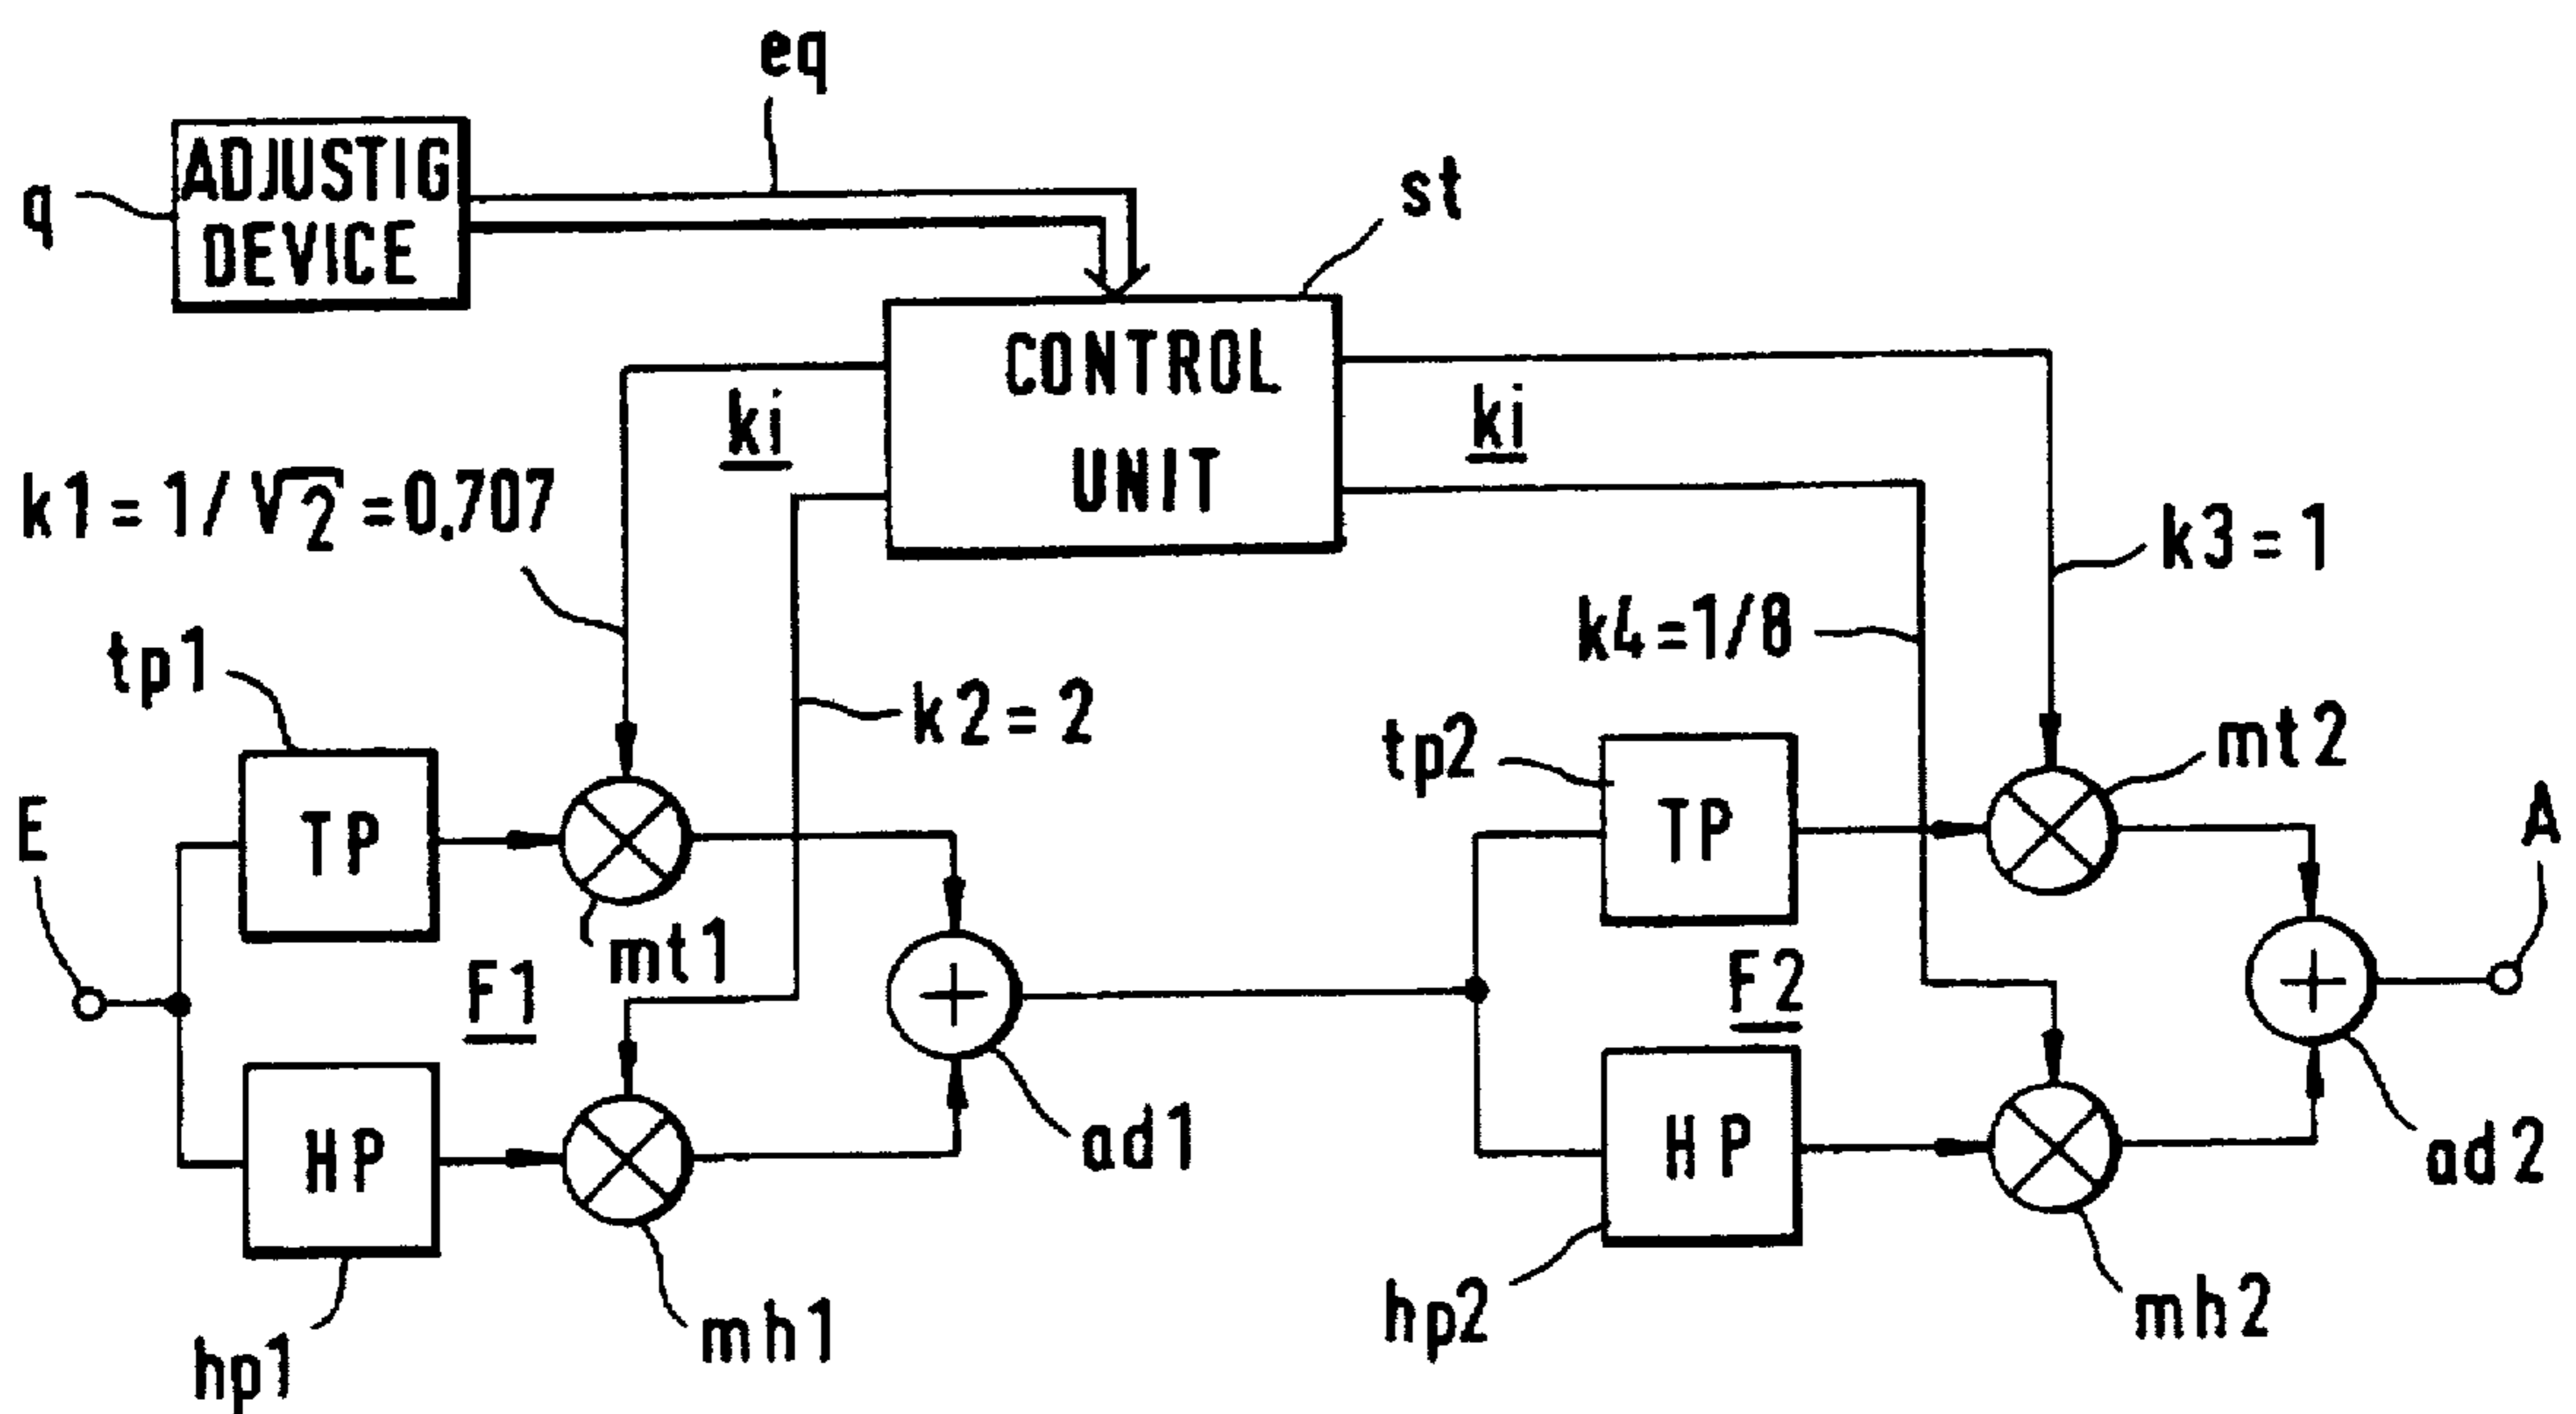 eq
ADJUSTIG
DEVICE
q
st
CONTROL
UNIT
ki
ki
k1=1/√2=0.707
k3=1
k4=1/8
tp1
k2=2
tp2
mt2
E
TP
TP
A
mt1
F1
F2
HP
ad1
HP
ad2
hp1
mh1
hp2
mh2